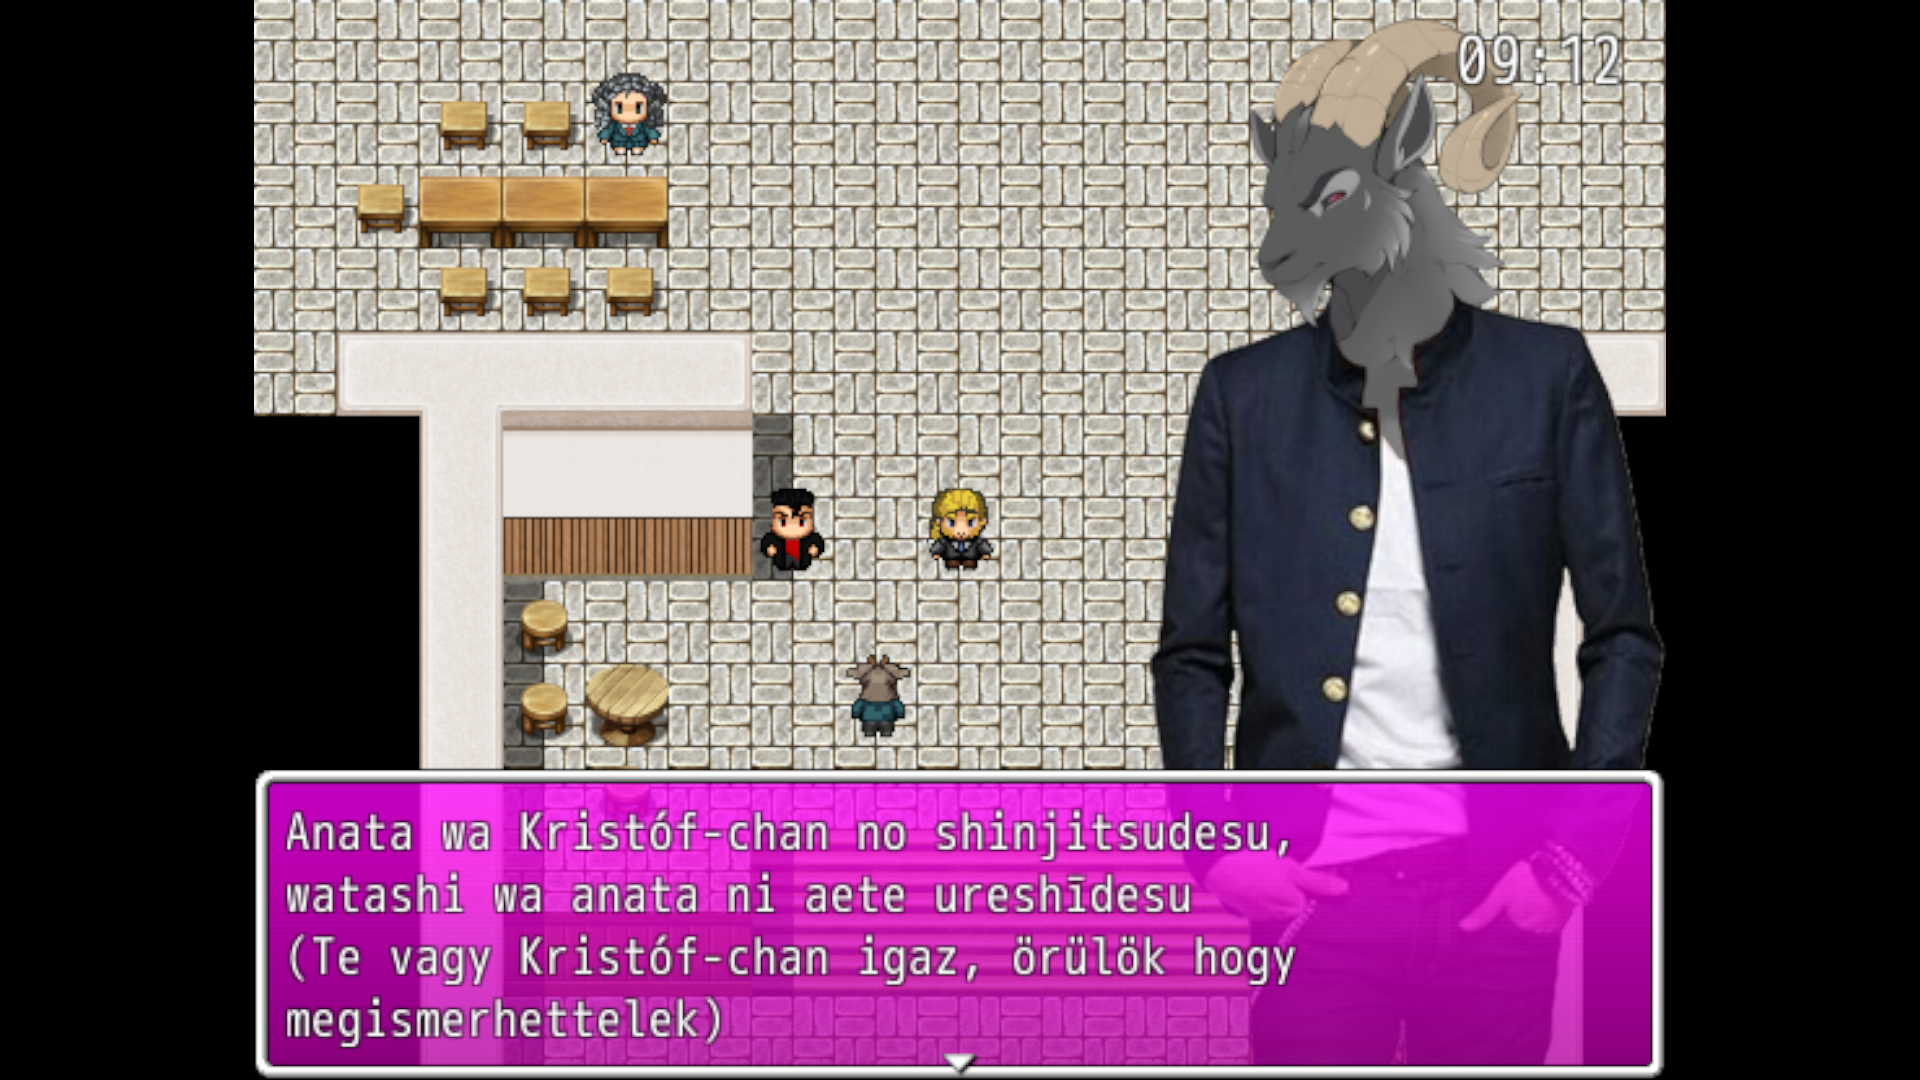 09:12
Anata wa Kristóf-chan no shinjitsudesu,
watashi wa anata ni aete ureshīdesu
(Te vagy Kristóf-chan igaz, örülök hogy
megismerhettelek)